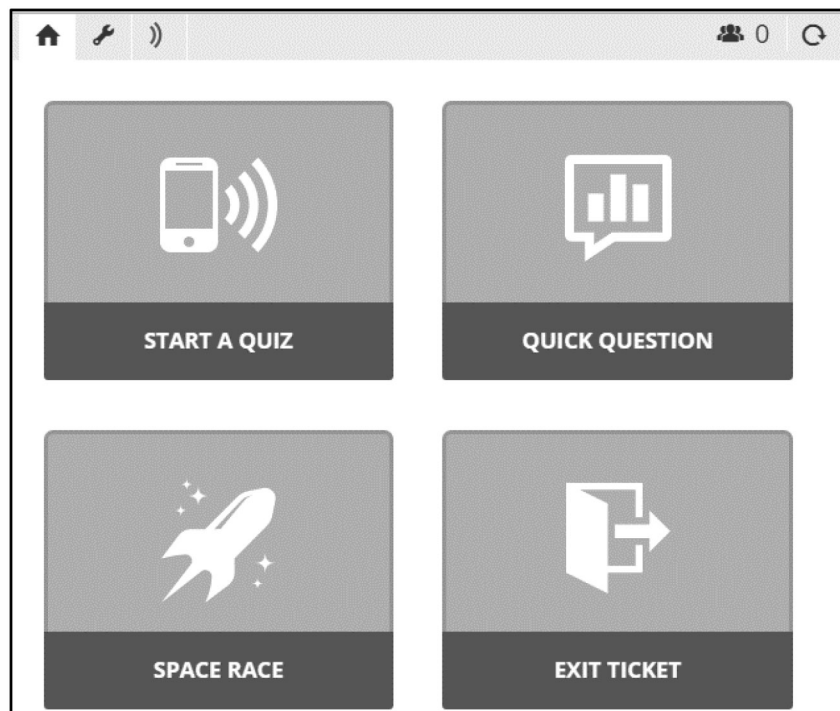 0
START A QUIZ
QUICK QUESTION
SPACE RACE
EXIT TICKET